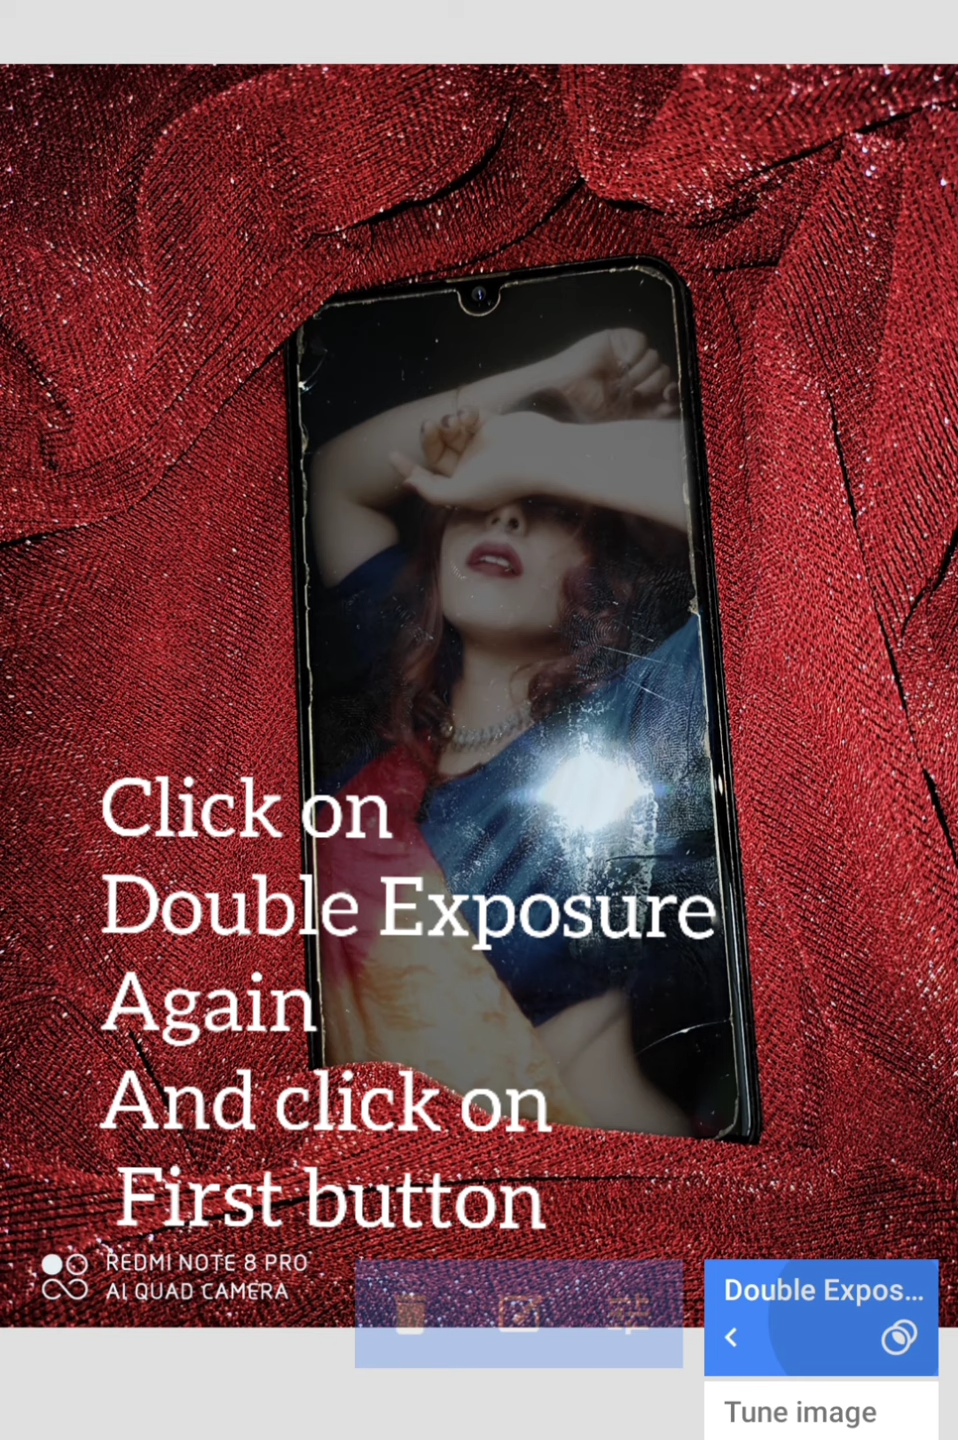 Click on
Double Exposure
Again
And click on
First button
REDMI NOTE 8 PRO
AI QUAD CAMERA
Double Expos...
Tune image